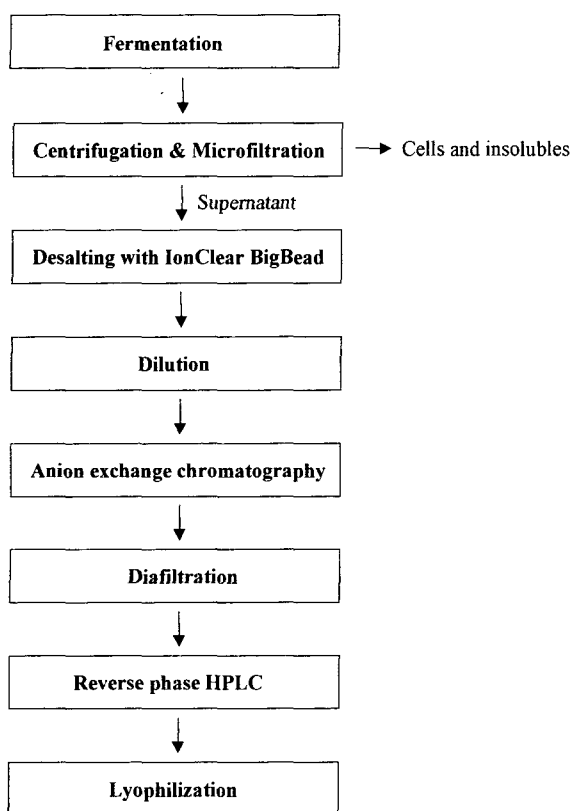 Fermentation
Centrifugation & Microfiltration
Cells and insolubles
Supernatant
Desalting with IonClear BigBead
Dilution
Anion exchange chromatography
Diafiltration
Reverse phase HPLC
Lyophilization